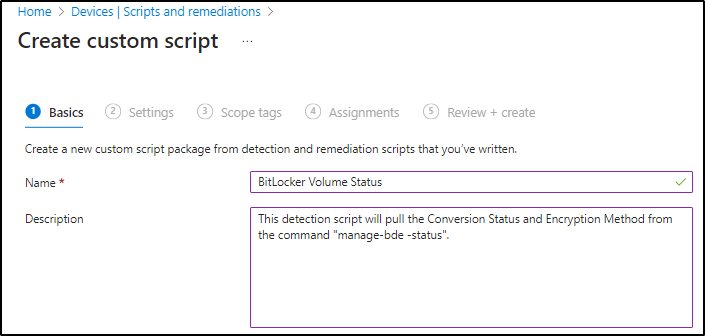 Home > Devices | Scripts and remediations >
Create custom script ...
1 Basics 2 Settings 3 Scope tags 4 Assignments 5 Review + create
Create a new custom script package from detection and remediation scripts that you've written.
Name * BitLocker Volume Status
Description This detection script will pull the Conversion Status and Encryption Method from
the command "manage-bde -status".